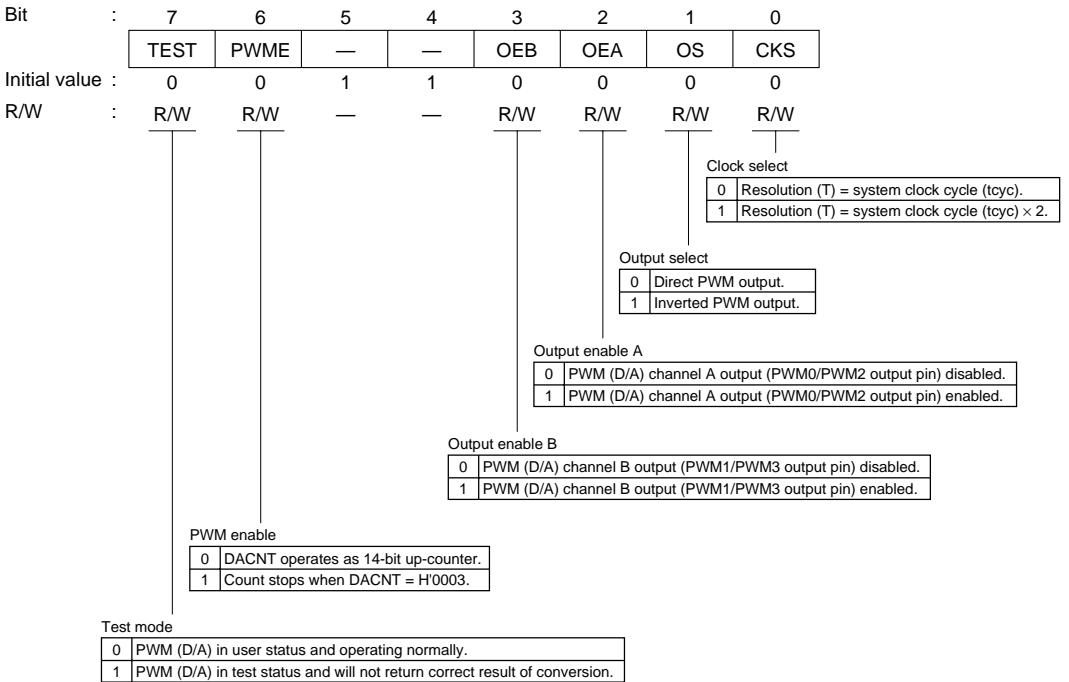 Bit : 7 6 5 4 3 2 1 0
TEST PWME — — OEB OEA OS CKS
Initial value : 0 0 1 1 0 0 0 0
R/W : R/W R/W — — R/W R/W R/W R/W
Clock select
0 Resolution (T) = system clock cycle (tcyc).
1 Resolution (T) = system clock cycle (tcyc) × 2.
Output select
0 Direct PWM output.
1 Inverted PWM output.
Output enable A
0 PWM (D/A) channel A output (PWM0/PWM2 output pin) disabled.
1 PWM (D/A) channel A output (PWM0/PWM2 output pin) enabled.
Output enable B
0 PWM (D/A) channel B output (PWM1/PWM3 output pin) disabled.
1 PWM (D/A) channel B output (PWM1/PWM3 output pin) enabled.
PWM enable
0 DACNT operates as 14-bit up-counter.
1 Count stops when DACNT = H'0003.
Test mode
0 PWM (D/A) in user status and operating normally.
1 PWM (D/A) in test status and will not return correct result of conversion.